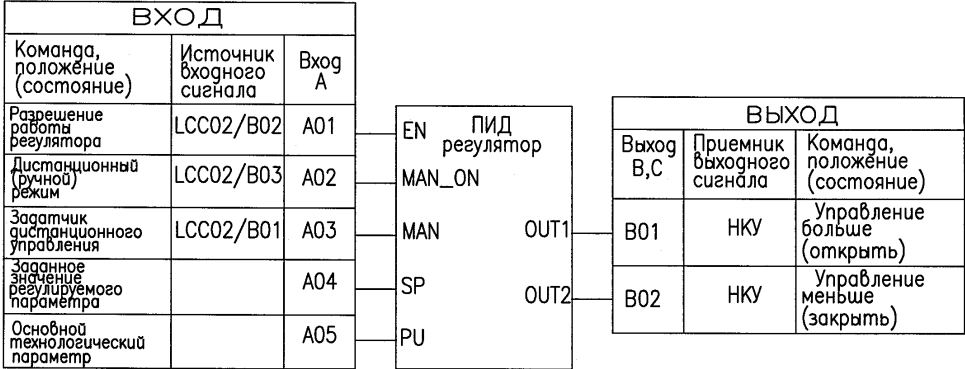 ВХОД
Команда,
положение
(состояние)
Источник
входного
сигнала
Вход
А
Разрешение
работы
регулятора
LCC02/B02
A01
Дистанционный
(ручной)
режим
LCC02/B03
A02
Задатчик
дистанционного
управления
LCC02/B01
A03
Заданное
значение
регулируемого
параметра
A04
Основной
технологический
параметр
A05
ПИД
регулятор
EN
MAN_ON
MAN
SP
PU
OUT1
OUT2
ВЫХОД
Выход
В,С
Приемник
выходного
сигнала
Команда,
положение
(состояние)
B01
НКУ
Управление
больше
(открыть)
B02
НКУ
Управление
меньше
(закрыть)